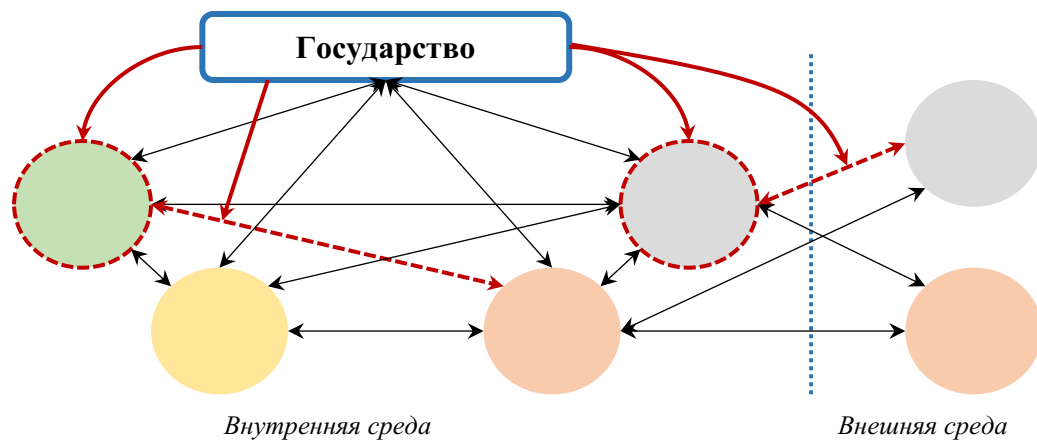 Государство
Внутренняя среда
Внешняя среда